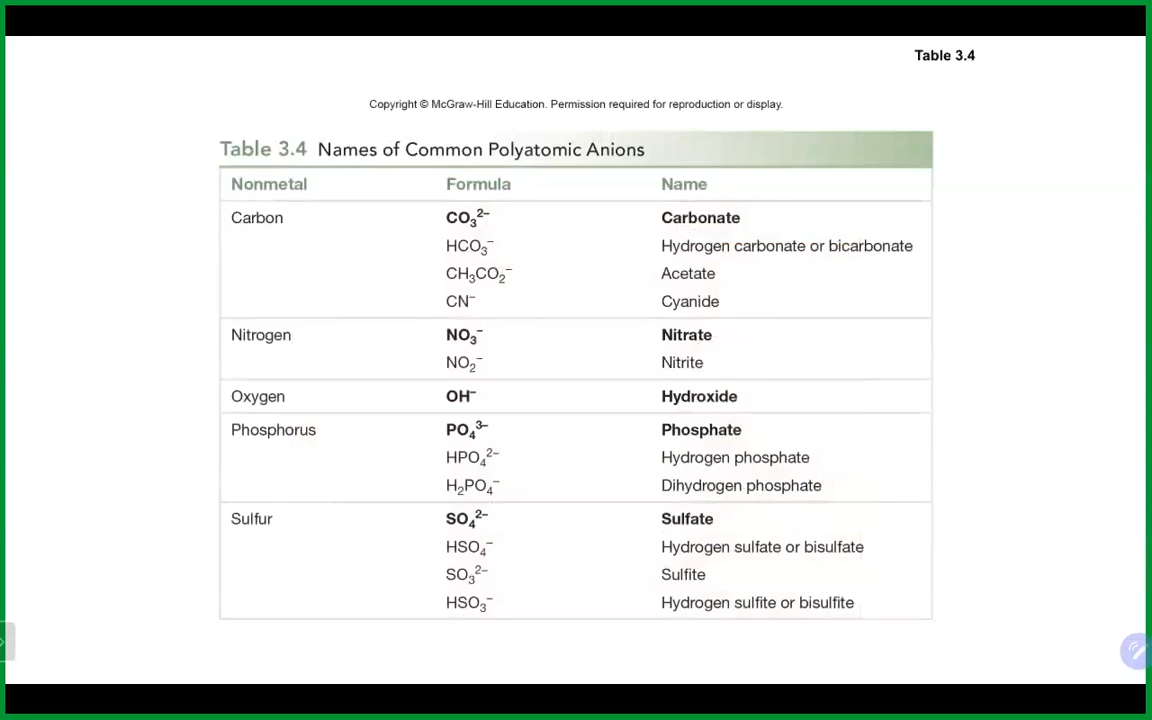 Table 3.4
Copyright © McGraw-Hill Education. Permission required for reproduction or display.
Table 3.4 Names of Common Polyatomic Anions
Nonmetal Formula Name
Carbon CO₃²⁻ Carbonate
HCO₃⁻ Hydrogen carbonate or bicarbonate
CH₃CO₂⁻ Acetate
CN⁻ Cyanide
Nitrogen NO₃⁻ Nitrate
NO₂⁻ Nitrite
Oxygen OH⁻ Hydroxide
Phosphorus PO₄³⁻ Phosphate
HPO₄²⁻ Hydrogen phosphate
H₂PO₄⁻ Dihydrogen phosphate
Sulfur SO₄²⁻ Sulfate
HSO₄⁻ Hydrogen sulfate or bisulfate
SO₃²⁻ Sulfite
HSO₃⁻ Hydrogen sulfite or bisulfite